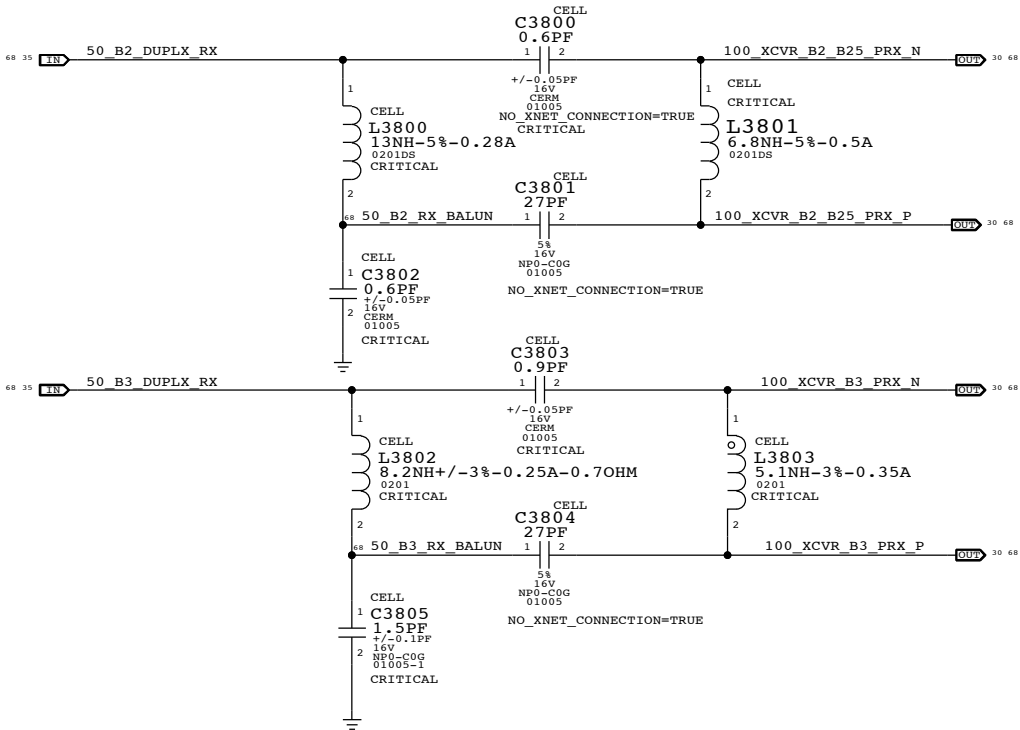 CELL
C3800
0.6PF
68 35 IN 50_B2_DUPLX_RX 1 2 100_XCVR_B2_B25_PRX_N OUT 30 68
+/-0.05PF
16V
CERM
01005
NO_XNET_CONNECTION=TRUE
CRITICAL
1
CELL
L3800
13NH-5%-0.28A
0201DS
CRITICAL
2
1
CELL
CRITICAL
L3801
6.8NH-5%-0.5A
0201DS
2
CELL
C3801
27PF
68 50_B2_RX_BALUN 1 2 100_XCVR_B2_B25_PRX_P OUT 30 68
5%
16V
NP0-C0G
01005
NO_XNET_CONNECTION=TRUE
CELL
1 C3802
0.6PF
+/-0.05PF
2 16V
CERM
01005
CRITICAL
CELL
C3803
0.9PF
68 35 IN 50_B3_DUPLX_RX 1 2 100_XCVR_B3_PRX_N OUT 30 68
+/-0.05PF
16V
CERM
01005
CRITICAL
1
CELL
L3802
8.2NH+/-3%-0.25A-0.7OHM
0201
CRITICAL
2
1
CELL
L3803
5.1NH-3%-0.35A
0201
CRITICAL
2
CELL
C3804
27PF
68 50_B3_RX_BALUN 1 2 100_XCVR_B3_PRX_P OUT 30 68
5%
16V
NP0-C0G
01005
NO_XNET_CONNECTION=TRUE
CELL
1 C3805
1.5PF
+/-0.1PF
2 16V
NP0-C0G
01005-1
CRITICAL